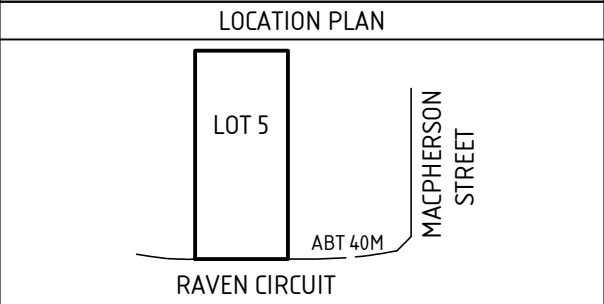 LOCATION PLAN
LOT 5
MACPHERSON
STREET
ABT 40M
RAVEN CIRCUIT